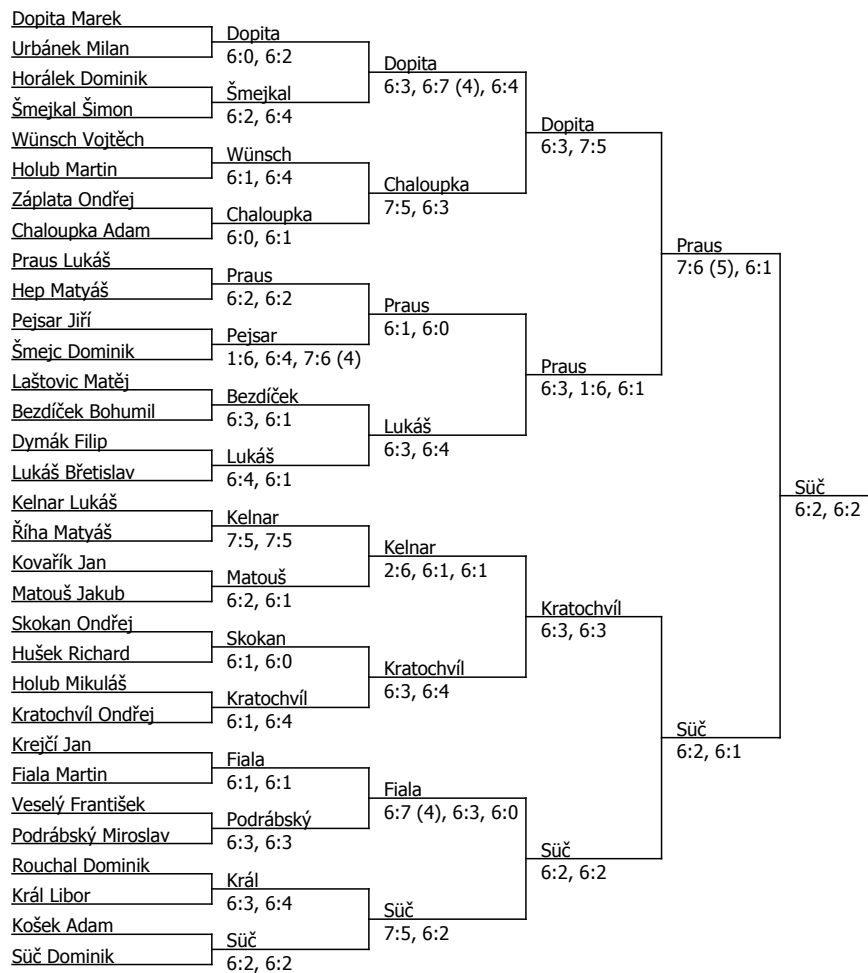 Dopita Marek
Urbánek Milan
Horálek Dominik
Šmejkal Šimon
Wünsch Vojtěch
Holub Martin
Záplata Ondřej
Chaloupka Adam
Praus Lukáš
Hep Matyáš
Pejsar Jiří
Šmejc Dominik
Laštovic Matěj
Bezdíček Bohumil
Dymák Filip
Lukáš Břetislav
Kelnar Lukáš
Říha Matyáš
Kovařík Jan
Matouš Jakub
Skokan Ondřej
Hušek Richard
Holub Mikuláš
Kratochvíl Ondřej
Krejčí Jan
Fiala Martin
Veselý František
Podrábský Miroslav
Rouchal Dominik
Král Libor
Košek Adam
Süč Dominik
Dopita
6:0, 6:2
Šmejkal
6:2, 6:4
Wünsch
6:1, 6:4
Chaloupka
6:0, 6:1
Praus
6:2, 6:2
Pejsar
1:6, 6:4, 7:6 (4)
Bezdíček
6:3, 6:1
Lukáš
6:4, 6:1
Kelnar
7:5, 7:5
Matouš
6:2, 6:1
Skokan
6:1, 6:0
Kratochvíl
6:1, 6:4
Fiala
6:1, 6:1
Podrábský
6:3, 6:3
Král
6:3, 6:4
Süč
6:2, 6:2
Dopita
6:3, 6:7 (4), 6:4
Chaloupka
7:5, 6:3
Praus
6:1, 6:0
Lukáš
6:3, 6:4
Kelnar
2:6, 6:1, 6:1
Kratochvíl
6:3, 6:4
Fiala
6:7 (4), 6:3, 6:0
Süč
7:5, 6:2
Dopita
6:3, 7:5
Praus
6:3, 1:6, 6:1
Kratochvíl
6:3, 6:3
Süč
6:2, 6:2
Praus
7:6 (5), 6:1
Süč
6:2, 6:1
Süč
6:2, 6:2